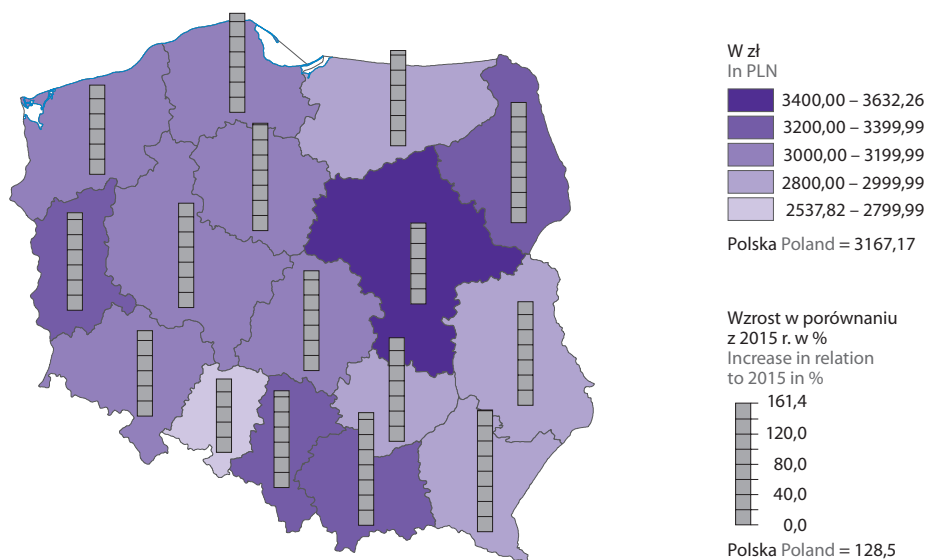 W zł
In PLN
3400,00 – 3632,26
3200,00 – 3399,99
3000,00 – 3199,99
2800,00 – 2999,99
2537,82 – 2799,99
Polska Poland = 3167,17
Wzrost w porównaniu
z 2015 r. w %
Increase in relation
to 2015 in %
161,4
120,0
80,0
40,0
0,0
Polska Poland = 128,5